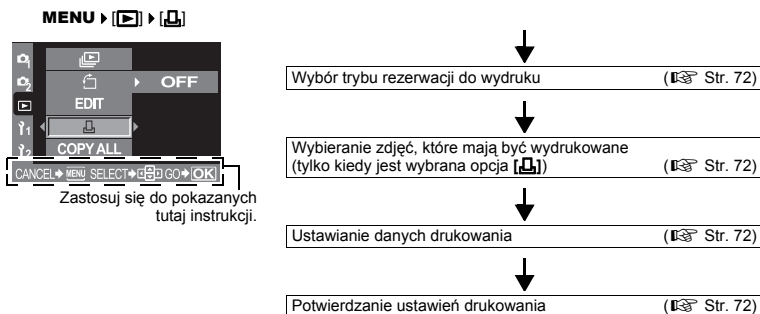 MENU ▸ [▶] ▸ [凸]
OFF
EDIT
COPY ALL
CANCEL➧MENU SELECT➧ GO➧OK
Zastosuj się do pokazanych
tutaj instrukcji.
Wybór trybu rezerwacji do wydruku (☞ Str. 72)
Wybieranie zdjęć, które mają być wydrukowane
(tylko kiedy jest wybrana opcja [凸]) (☞ Str. 72)
Ustawianie danych drukowania (☞ Str. 72)
Potwierdzanie ustawień drukowania (☞ Str. 72)